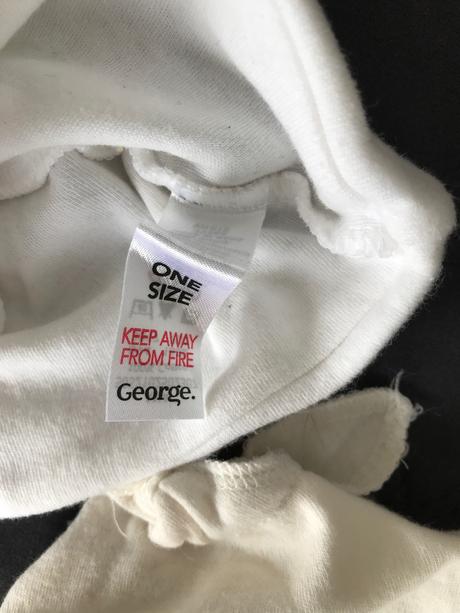 ONE
SIZE
KEEP AWAY
FROM FIRE
George.